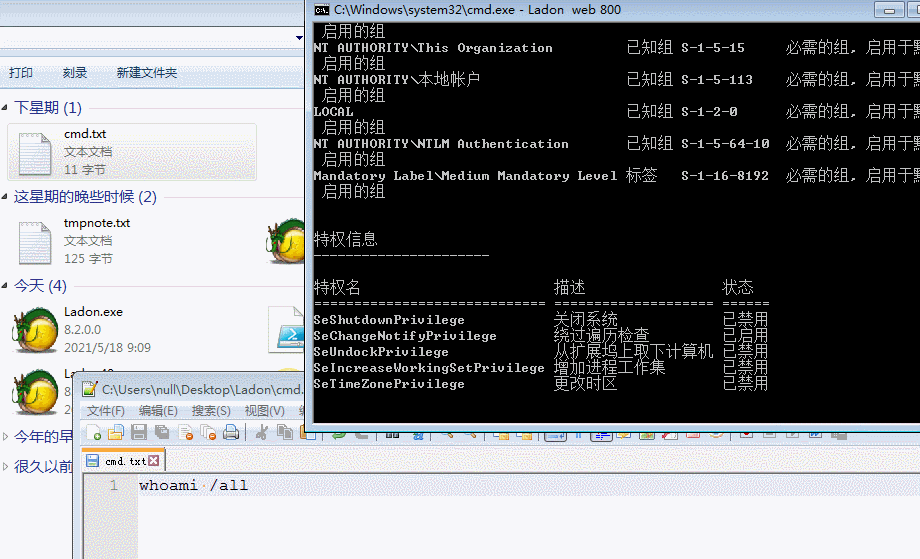 C:\Windows\system32\cmd.exe - Ladon web 800
启用的组
NT AUTHORITY\This Organization 已知组 S-1-5-15 必需的组, 启用于
启用的组
NT AUTHORITY\本地帐户 已知组 S-1-5-113 必需的组, 启用于
启用的组
LOCAL 已知组 S-1-2-0 必需的组, 启用于
启用的组
NT AUTHORITY\NTLM Authentication 已知组 S-1-5-64-10 必需的组, 启用于
启用的组
Mandatory Label\Medium Mandatory Level 标签 S-1-16-8192 必需的组, 启用于
启用的组
特权信息
----------------------
特权名 描述 状态
============================= =================== ======
SeShutdownPrivilege 关闭系统 已禁用
SeChangeNotifyPrivilege 绕过遍历检查 已启用
SeUndockPrivilege 从扩展坞上取下计算机 已禁用
SeIncreaseWorkingSetPrivilege 增加进程工作集 已禁用
SeTimeZonePrivilege 更改时区 已禁用
打印 刻录 新建文件夹
下星期 (1)
cmd.txt
文本文档
11 字节
这星期的晚些时候 (2)
tmpnote.txt
文本文档
125 字节
今天 (4)
Ladon.exe
8.2.0.0
2021/5/18 9:09
今年的早
很久以前
C:\Users\null\Desktop\Ladon\cmd.
文件(F) 编辑(E) 搜索(S) 视图(V)
cmd.txt
1 whoami /all